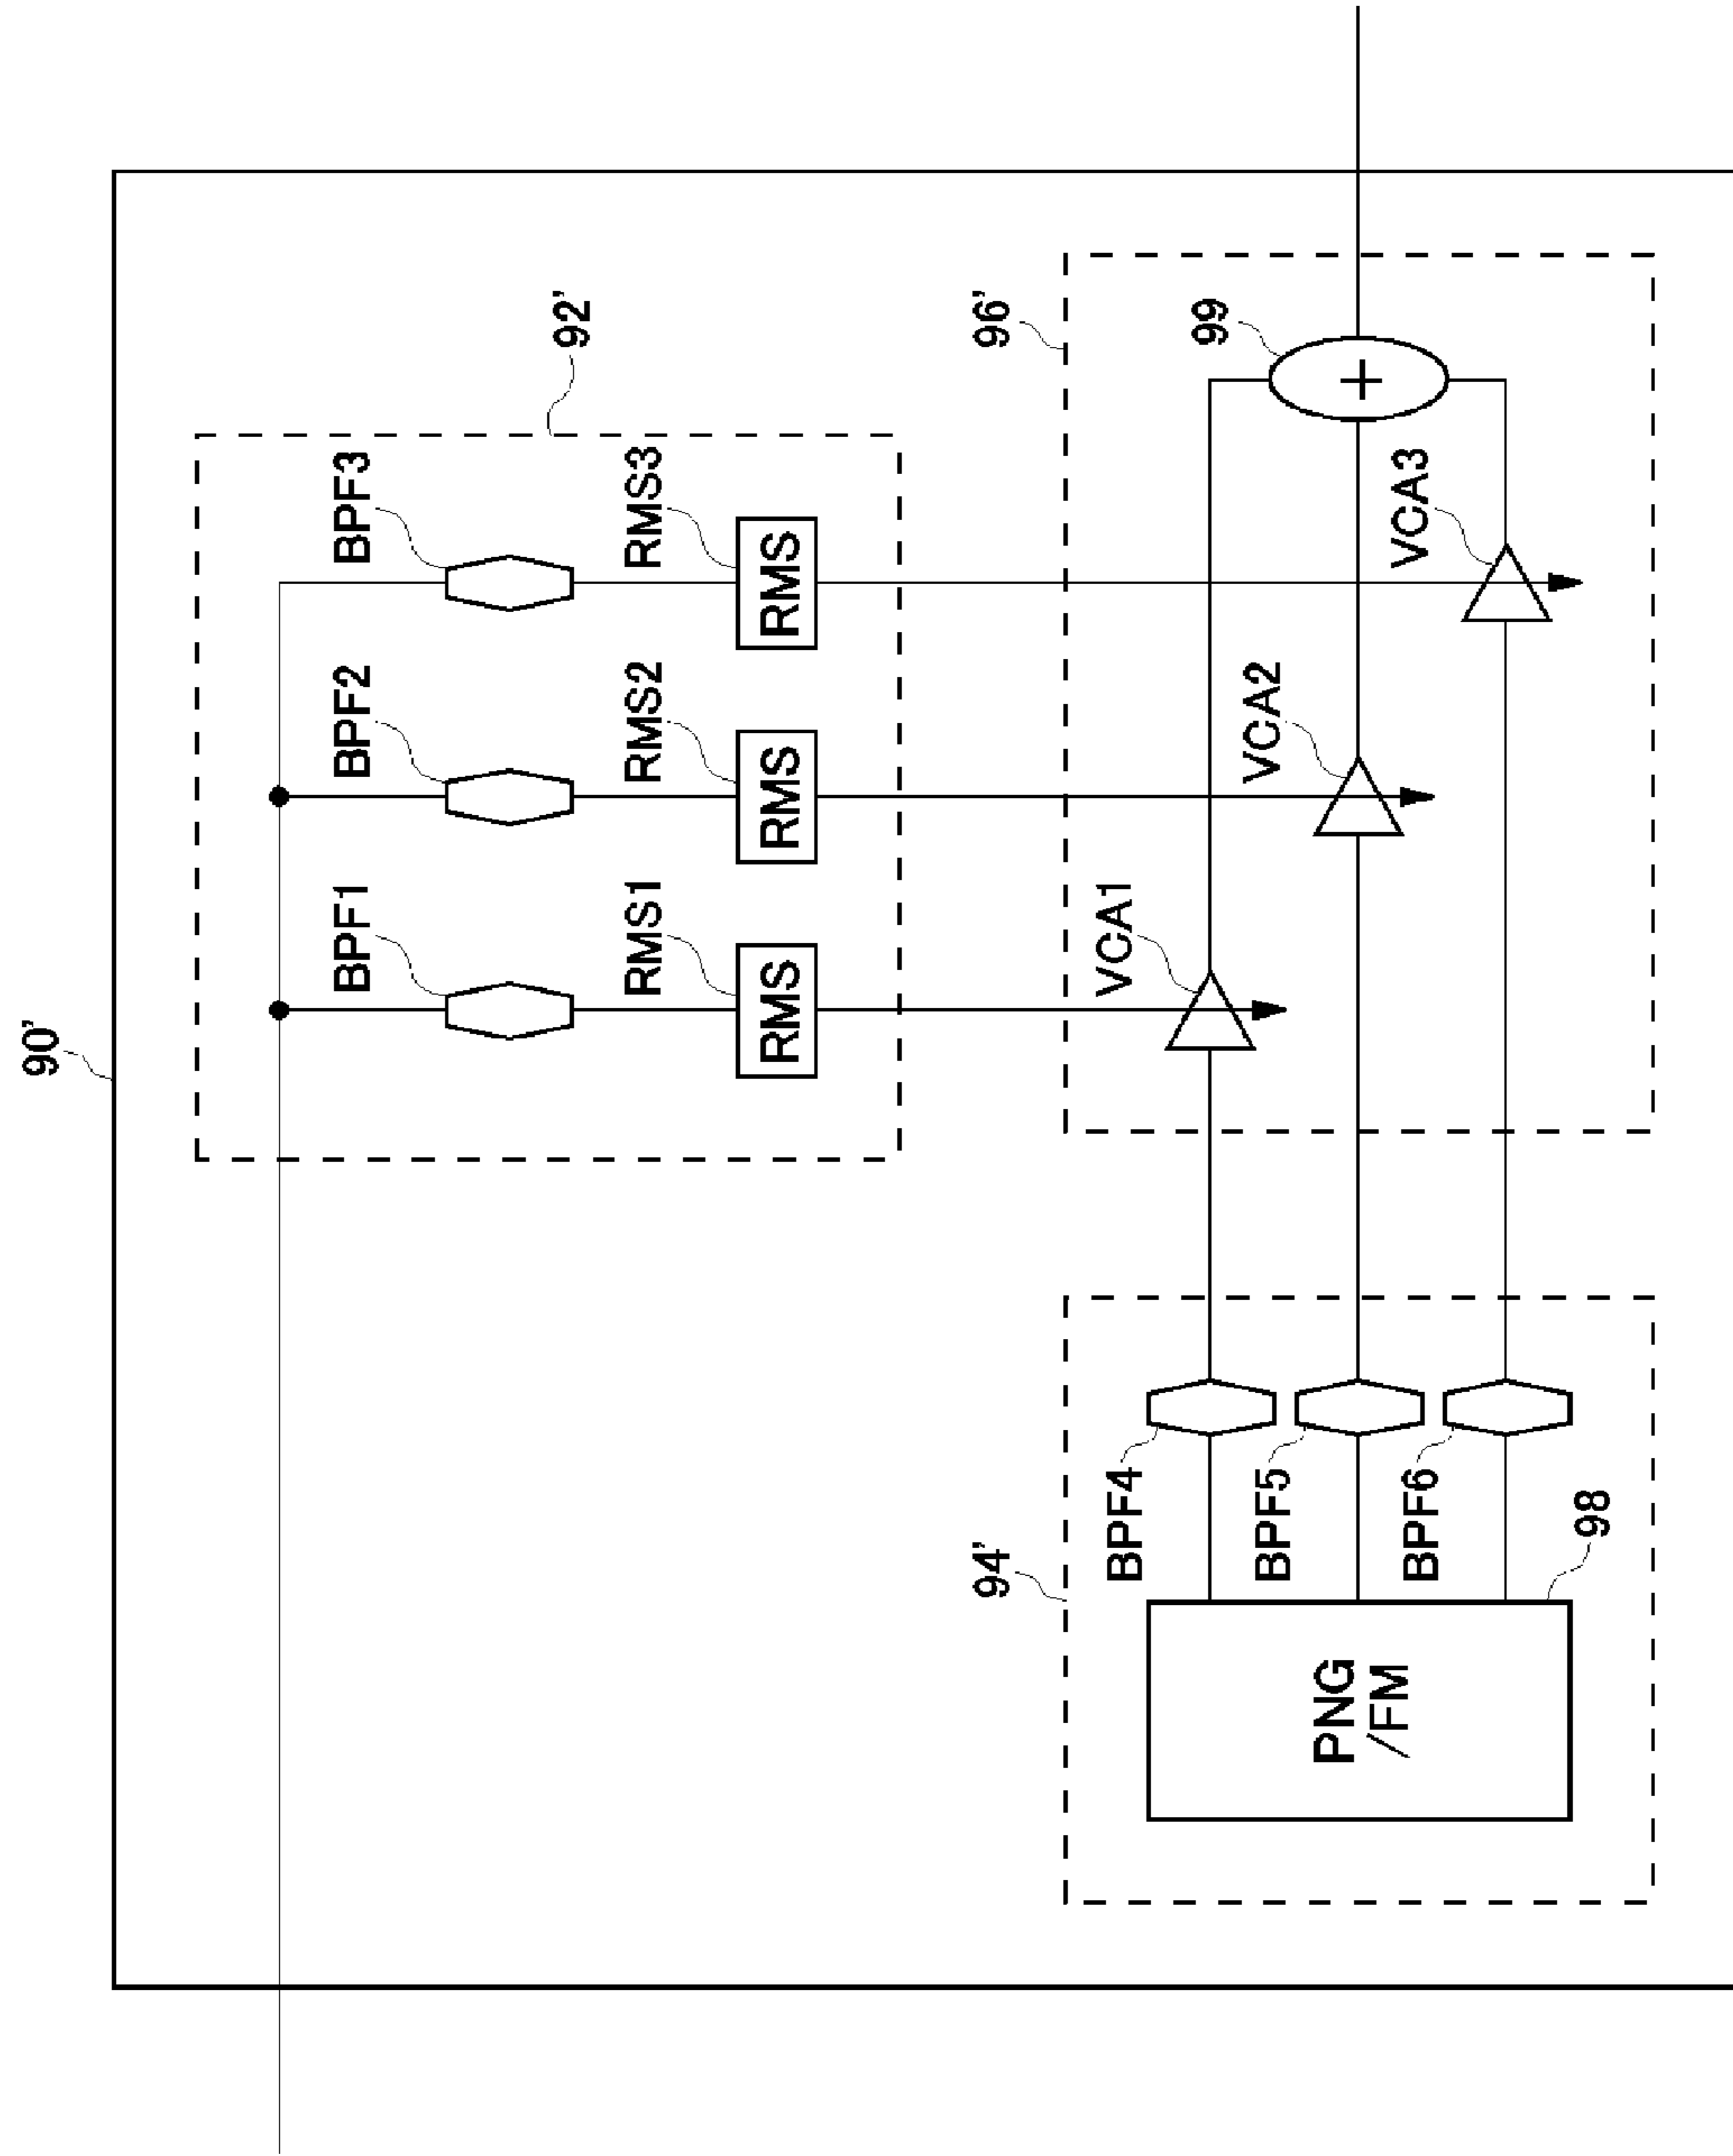 90'
92'
BPF1
BPF2
BPF3
RMS1
RMS2
RMS3
RMS
RMS
RMS
94'
96'
BPF4
VCA1
99
BPF5
VCA2
+
BPF6
VCA3
PNG
/FM
98